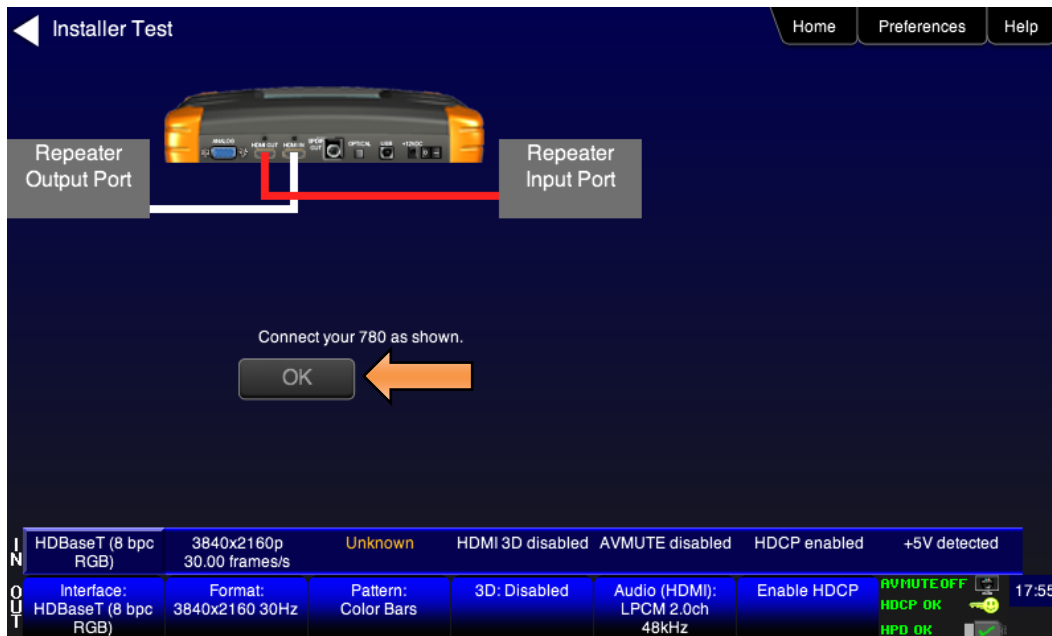 Installer Test
Home
Preferences
Help
ANALOG
HDMI OUT
HDMI IN
SPDIF
OUT
OPTICAL
USB
+12VDC
Repeater
Output Port
Repeater
Input Port
Connect your 780 as shown.
OK
IN
HDBaseT (8 bpc
RGB)
3840x2160p
30.00 frames/s
Unknown
HDMI 3D disabled
AVMUTE disabled
HDCP enabled
+5V detected
OUT
Interface:
HDBaseT (8 bpc
RGB)
Format:
3840x2160 30Hz
Pattern:
Color Bars
3D: Disabled
Audio (HDMI):
LPCM 2.0ch
48kHz
Enable HDCP
AVMUTE OFF
HDCP OK
HPD OK
17:55